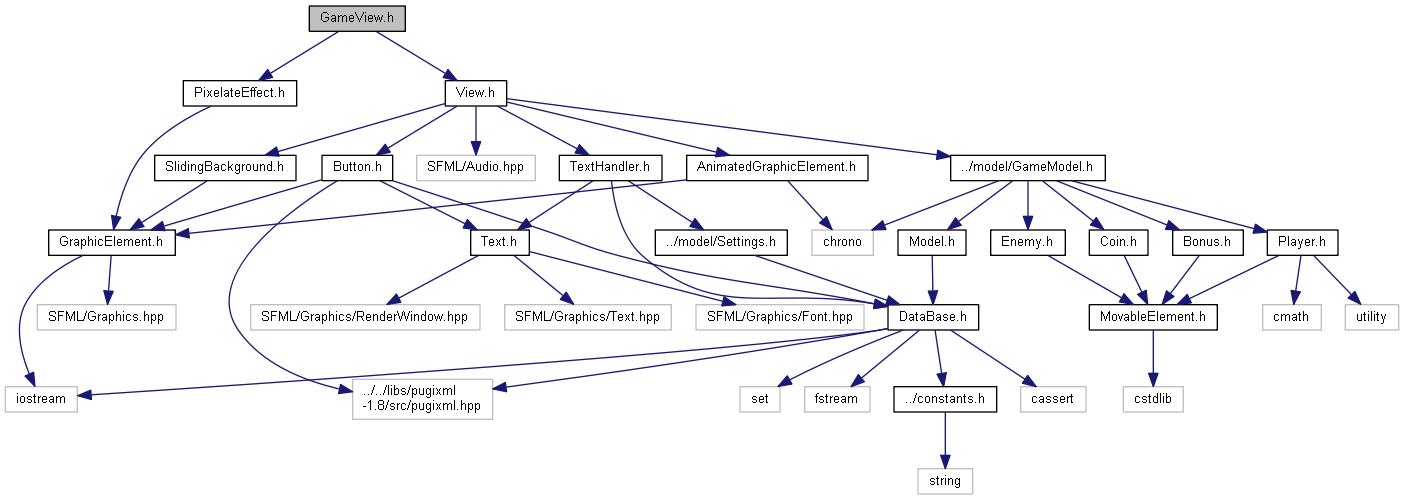 GameView.h
PixelateEffect.h
View.h
SlidingBackground.h
Button.h
SFML/Audio.hpp
TextHandler.h
AnimatedGraphicElement.h
../model/GameModel.h
GraphicElement.h
Text.h
../model/Settings.h
chrono
Model.h
Enemy.h
Coin.h
Bonus.h
Player.h
SFML/Graphics.hpp
SFML/Graphics/RenderWindow.hpp
SFML/Graphics/Text.hpp
SFML/Graphics/Font.hpp
DataBase.h
MovableElement.h
cmath
utility
iostream
../../libs/pugixml
-1.8/src/pugixml.hpp
set
fstream
../constants.h
cassert
cstdlib
string